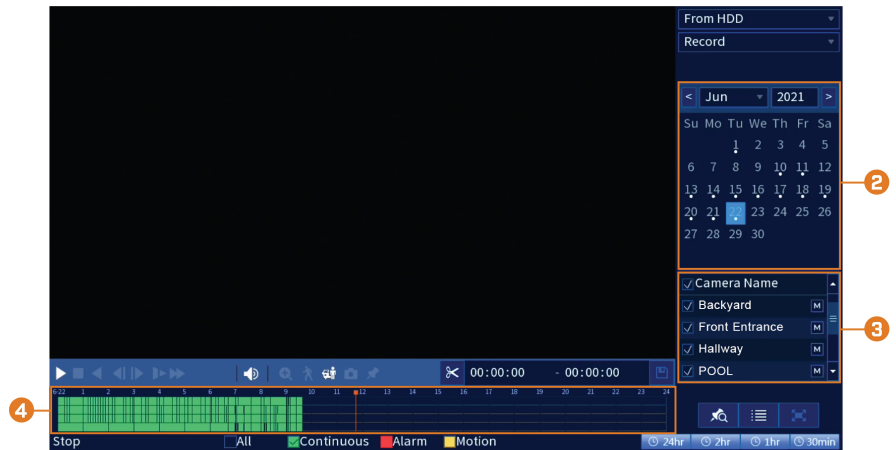 From HDD
Record
< Jun 2021 >
Su Mo Tu We Th Fr Sa
1 2 3 4 5
6 7 8 9 10 11 12
13 14 15 16 17 18 19
20 21 22 23 24 25 26
27 28 29 30
2
Camera Name
Backyard M
Front Entrance M
Hallway M
POOL M
3
00:00:00 - 00:00:00
6-22 1 2 3 4 5 6 7 8 9 10 11 12 13 14 15 16 17 18 19 20 21 22 23 24
4
Stop All Continuous Alarm Motion 24hr 2hr 1hr 30min